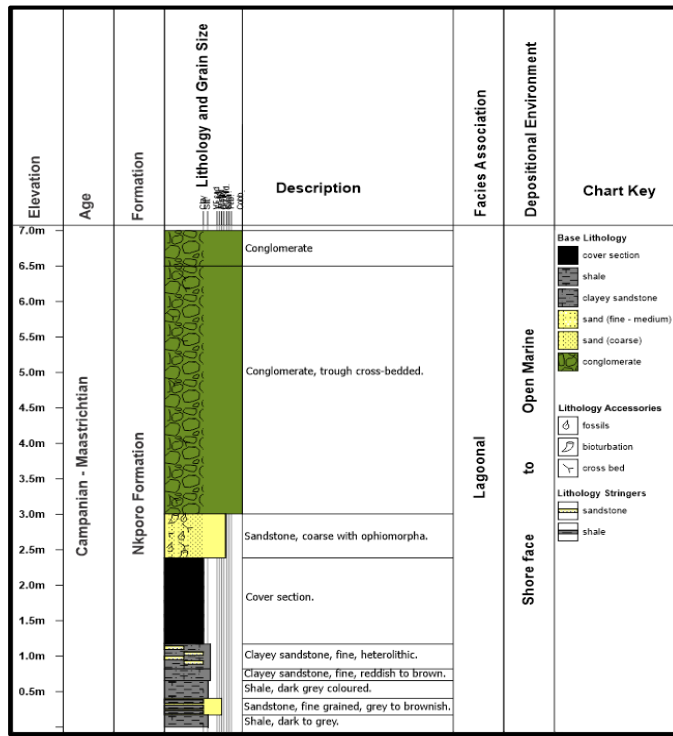 Elevation
Age
Formation
Lithology and Grain Size
Description
Facies Association
Depositional Environment
Chart Key
7.0m
6.5m
6.0m
5.5m
5.0m
4.5m
4.0m
3.5m
3.0m
2.5m
2.0m
1.5m
1.0m
0.5m
Campanian - Maastrichtian
Nkporo Formation
Conglomerate
Conglomerate, trough cross-bedded.
Sandstone, coarse with ophiomorpha.
Cover section.
Clayey sandstone, fine, heterolithic.
Clayey sandstone, fine, reddish to brown.
Shale, dark grey coloured.
Sandstone, fine grained, grey to brownish.
Shale, dark to grey.
Lagoonal
Shore face to Open Marine
Base Lithology
cover section
shale
clayey sandstone
sand (fine - medium)
sand (coarse)
conglomerate
Lithology Accessories
fossils
bioturbation
cross bed
Lithology Stringers
sandstone
shale